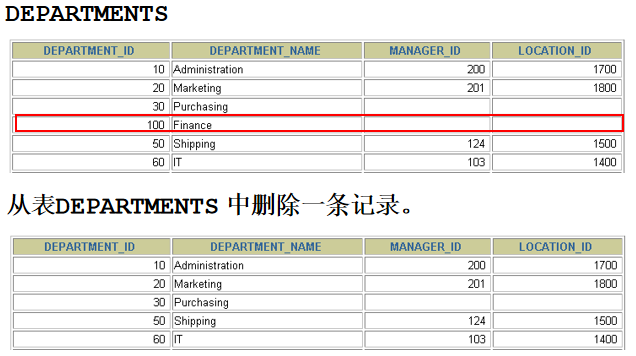 DEPARTMENTS
DEPARTMENT_ID DEPARTMENT_NAME MANAGER_ID LOCATION_ID
10 Administration 200 1700
20 Marketing 201 1800
30 Purchasing
100 Finance
50 Shipping 124 1500
60 IT 103 1400
从表DEPARTMENTS 中删除一条记录。
DEPARTMENT_ID DEPARTMENT_NAME MANAGER_ID LOCATION_ID
10 Administration 200 1700
20 Marketing 201 1800
30 Purchasing
50 Shipping 124 1500
60 IT 103 1400